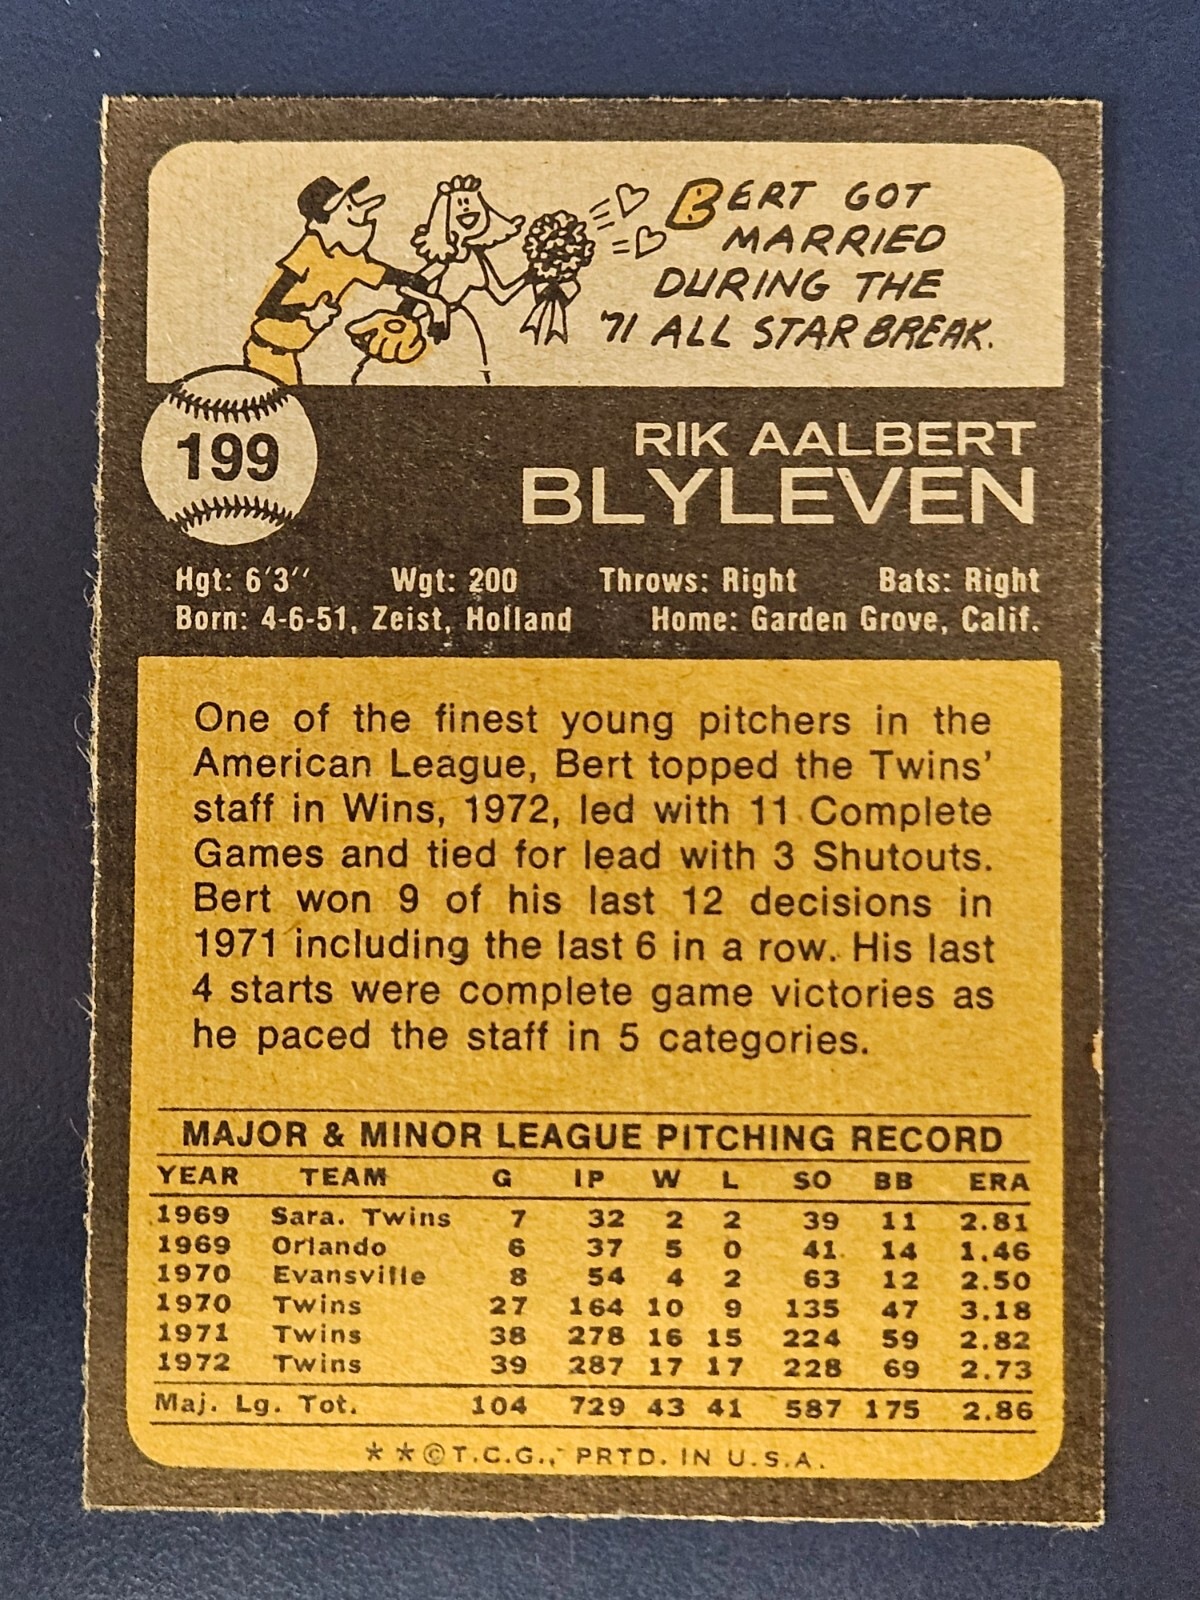 BERT GOT
MARRIED
DURING THE
'71 ALL STAR BREAK.
199
RIK AALBERT
BLYLEVEN
Hgt: 6'3'' Wgt: 200 Throws: Right Bats: Right
Born: 4-6-51, Zeist, Holland Home: Garden Grove, Calif.
One of the finest young pitchers in the
American League, Bert topped the Twins'
staff in Wins, 1972, led with 11 Complete
Games and tied for lead with 3 Shutouts.
Bert won 9 of his last 12 decisions in
1971 including the last 6 in a row. His last
4 starts were complete game victories as
he paced the staff in 5 categories.
MAJOR & MINOR LEAGUE PITCHING RECORD
YEAR TEAM G IP W L SO BB ERA
1969 Sara. Twins 7 32 2 2 39 11 2.81
1969 Orlando 6 37 5 0 41 14 1.46
1970 Evansville 8 54 4 2 63 12 2.50
1970 Twins 27 164 10 9 135 47 3.18
1971 Twins 38 278 16 15 224 59 2.82
1972 Twins 39 287 17 17 228 69 2.73
Maj. Lg. Tot. 104 729 43 41 587 175 2.86
* * © T.C.G., PRTD. IN U.S.A.